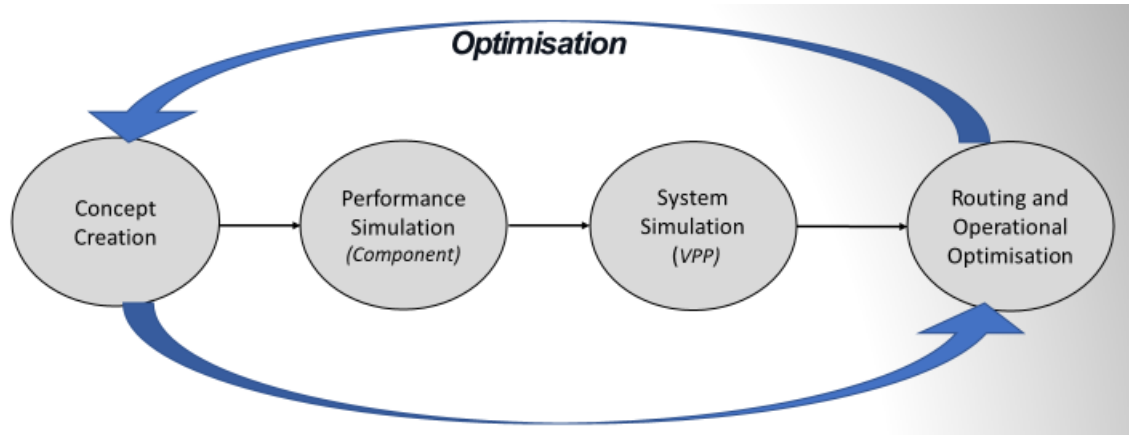 Optimisation
Concept
Creation
Performance
Simulation
(Component)
System
Simulation
(VPP)
Routing and
Operational
Optimisation